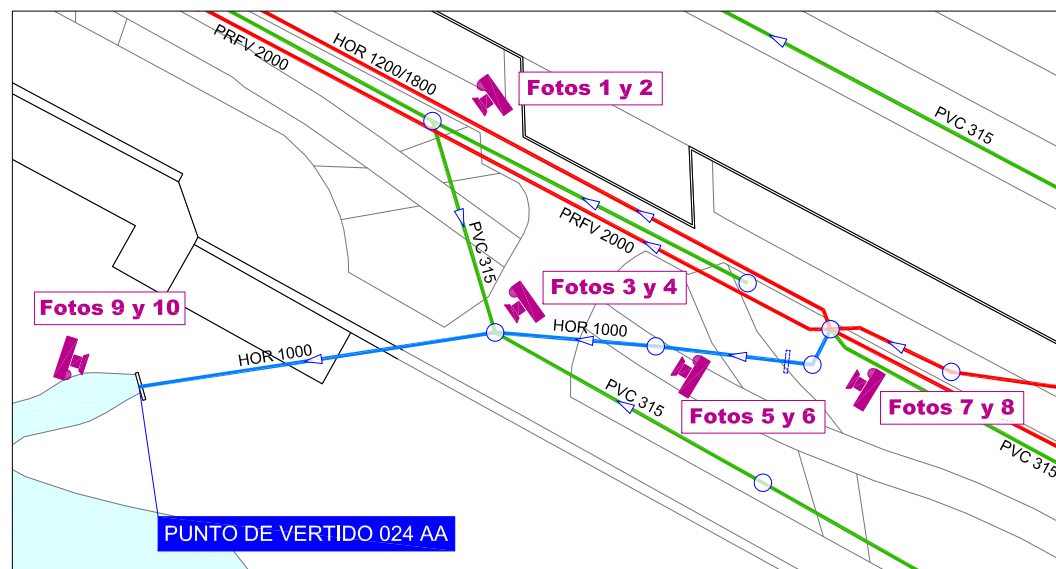 HOR 1200/1800
PRFV 2000
Fotos 1 y 2
PVC 315
PVC 315
PRFV 2000
Fotos 3 y 4
Fotos 9 y 10
HOR 1000
HOR 1000
PVC 315
Fotos 5 y 6
Fotos 7 y 8
PVC 315
PUNTO DE VERTIDO 024 AA